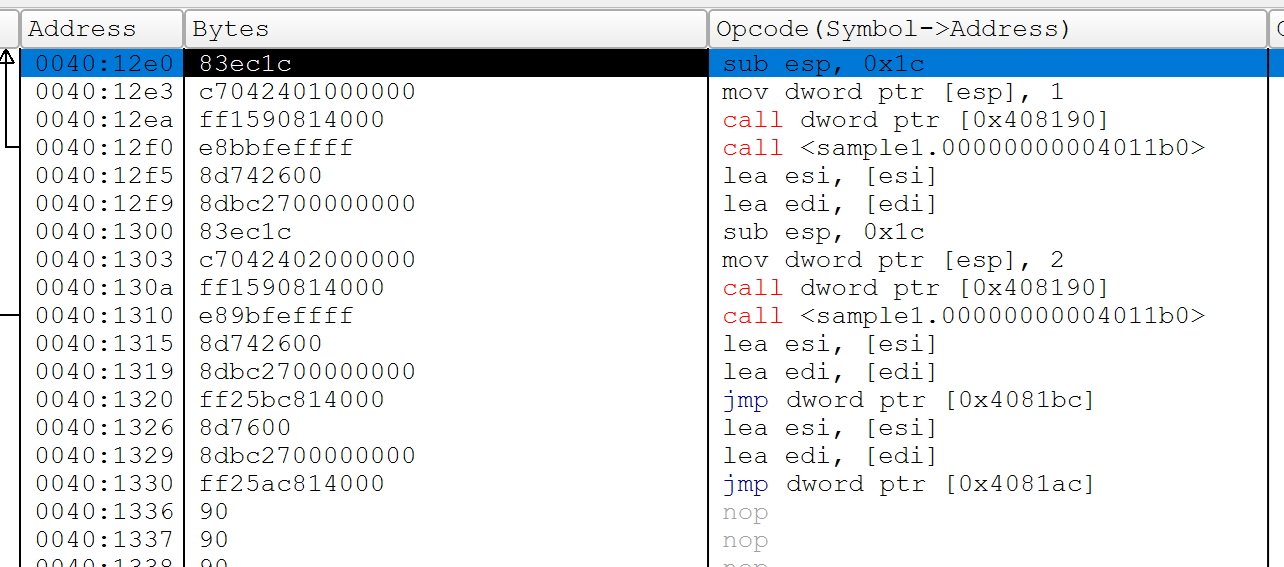 Address Bytes Opcode(Symbol->Address)
0040:12e0 83ec1c sub esp, 0x1c
0040:12e3 c7042401000000 mov dword ptr [esp], 1
0040:12ea ff1590814000 call dword ptr [0x408190]
0040:12f0 e8bbfeffff call <sample1.00000000004011b0>
0040:12f5 8d742600 lea esi, [esi]
0040:12f9 8dbc2700000000 lea edi, [edi]
0040:1300 83ec1c sub esp, 0x1c
0040:1303 c7042402000000 mov dword ptr [esp], 2
0040:130a ff1590814000 call dword ptr [0x408190]
0040:1310 e89bfeffff call <sample1.00000000004011b0>
0040:1315 8d742600 lea esi, [esi]
0040:1319 8dbc2700000000 lea edi, [edi]
0040:1320 ff25bc814000 jmp dword ptr [0x4081bc]
0040:1326 8d7600 lea esi, [esi]
0040:1329 8dbc2700000000 lea edi, [edi]
0040:1330 ff25ac814000 jmp dword ptr [0x4081ac]
0040:1336 90 nop
0040:1337 90 nop
0040:1338 90 nop